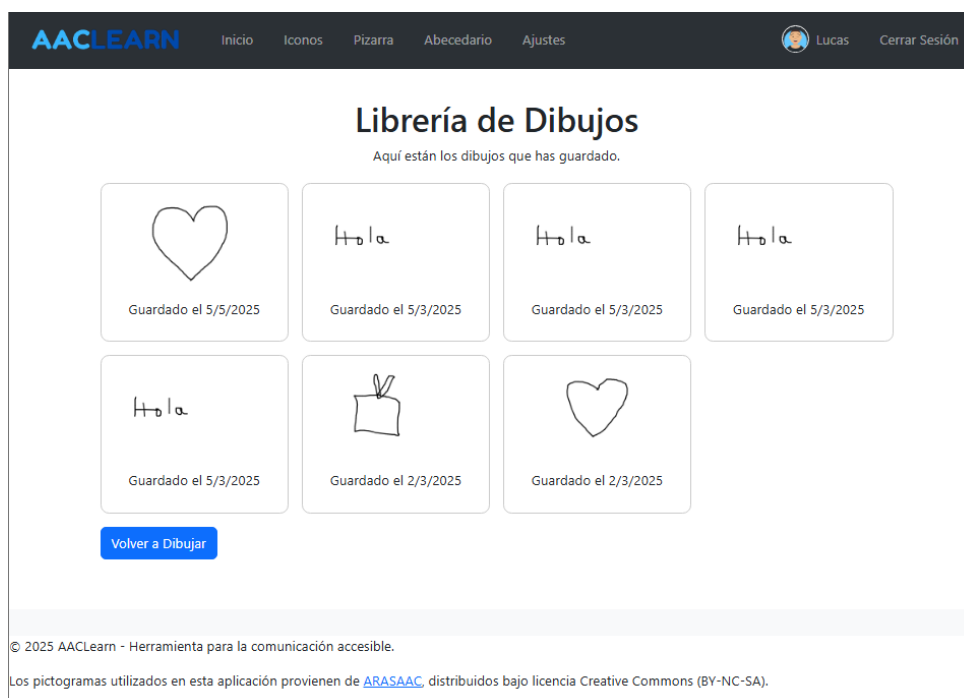 AACLEARN Inicio Iconos Pizarra Abecedario Ajustes Lucas Cerrar Sesión
Librería de Dibujos
Aquí están los dibujos que has guardado.
Hola Hola Hola
Guardado el 5/5/2025 Guardado el 5/3/2025 Guardado el 5/3/2025 Guardado el 5/3/2025
Hola
Guardado el 5/3/2025 Guardado el 2/3/2025 Guardado el 2/3/2025
Volver a Dibujar
© 2025 AACLearn - Herramienta para la comunicación accesible.
Los pictogramas utilizados en esta aplicación provienen de ARASAAC, distribuidos bajo licencia Creative Commons (BY-NC-SA).